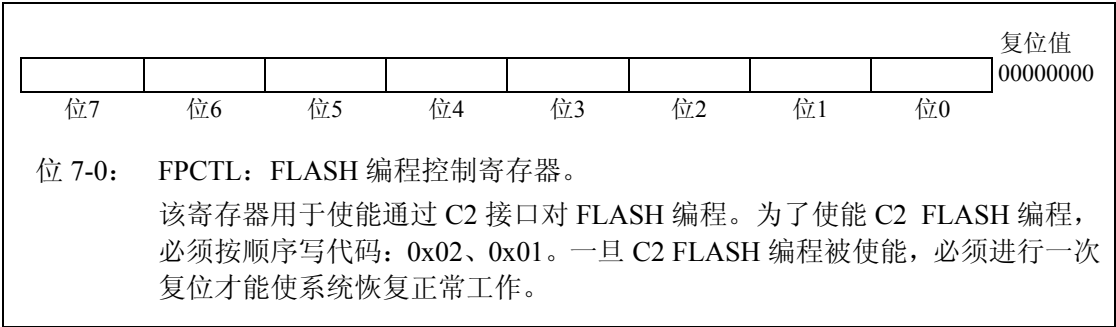 复位值
00000000
位7 位6 位5 位4 位3 位2 位1 位0
位 7-0: FPCTL:FLASH 编程控制寄存器。
该寄存器用于使能通过 C2 接口对 FLASH 编程。为了使能 C2 FLASH 编程,
必须按顺序写代码:0x02、0x01。一旦 C2 FLASH 编程被使能,必须进行一次
复位才能使系统恢复正常工作。